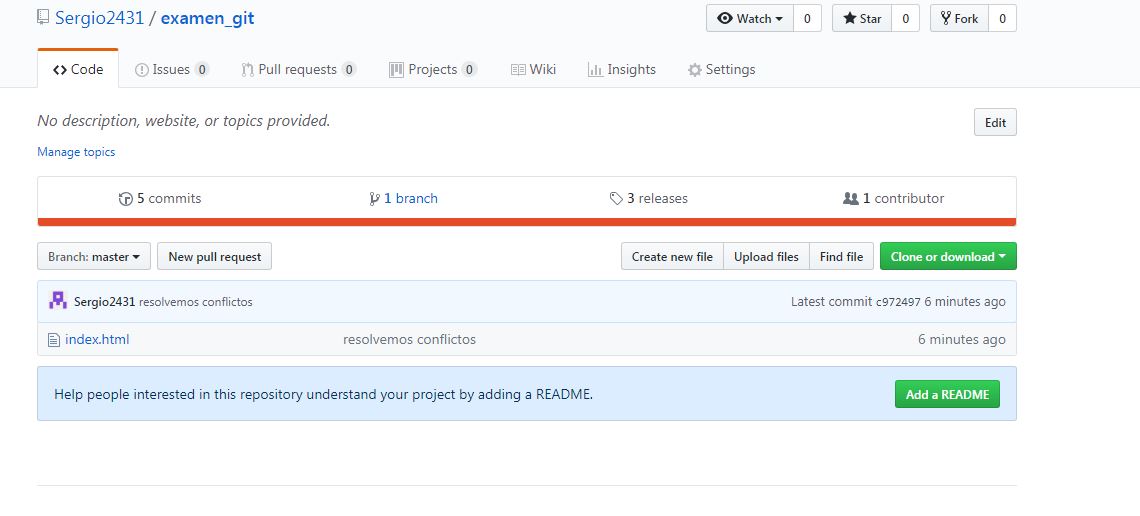 Sergio2431 / examen_git
Watch 0 Star 0 Fork 0
Code Issues 0 Pull requests 0 Projects 0 Wiki Insights Settings
No description, website, or topics provided. Edit
Manage topics
5 commits 1 branch 3 releases 1 contributor
Branch: master New pull request Create new file Upload files Find file Clone or download
Sergio2431 resolvemos conflictos Latest commit c972497 6 minutes ago
index.html resolvemos conflictos 6 minutes ago
Help people interested in this repository understand your project by adding a README. Add a README